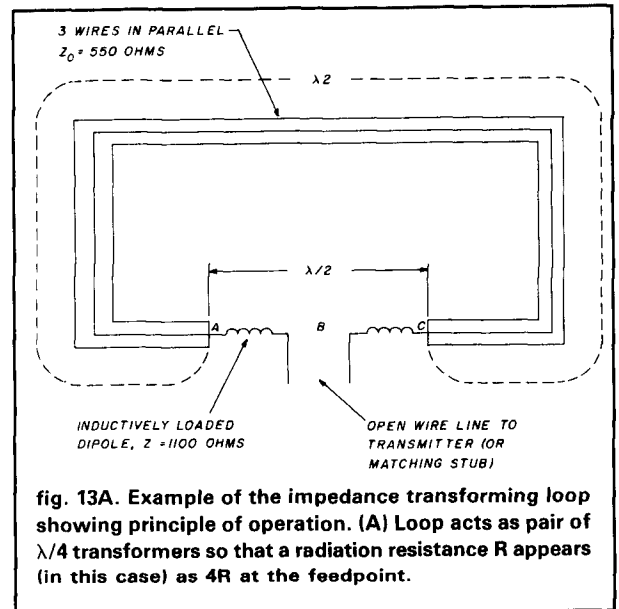 3 WIRES IN PARALLEL
Z₀ = 550 OHMS
λ2
λ/2
A
B
C
INDUCTIVELY LOADED
DIPOLE, Z =1100 OHMS
OPEN WIRE LINE TO
TRANSMITTER (OR
MATCHING STUB)
fig. 13A. Example of the impedance transforming loop
showing principle of operation. (A) Loop acts as pair of
λ/4 transformers so that a radiation resistance R appears
(in this case) as 4R at the feedpoint.